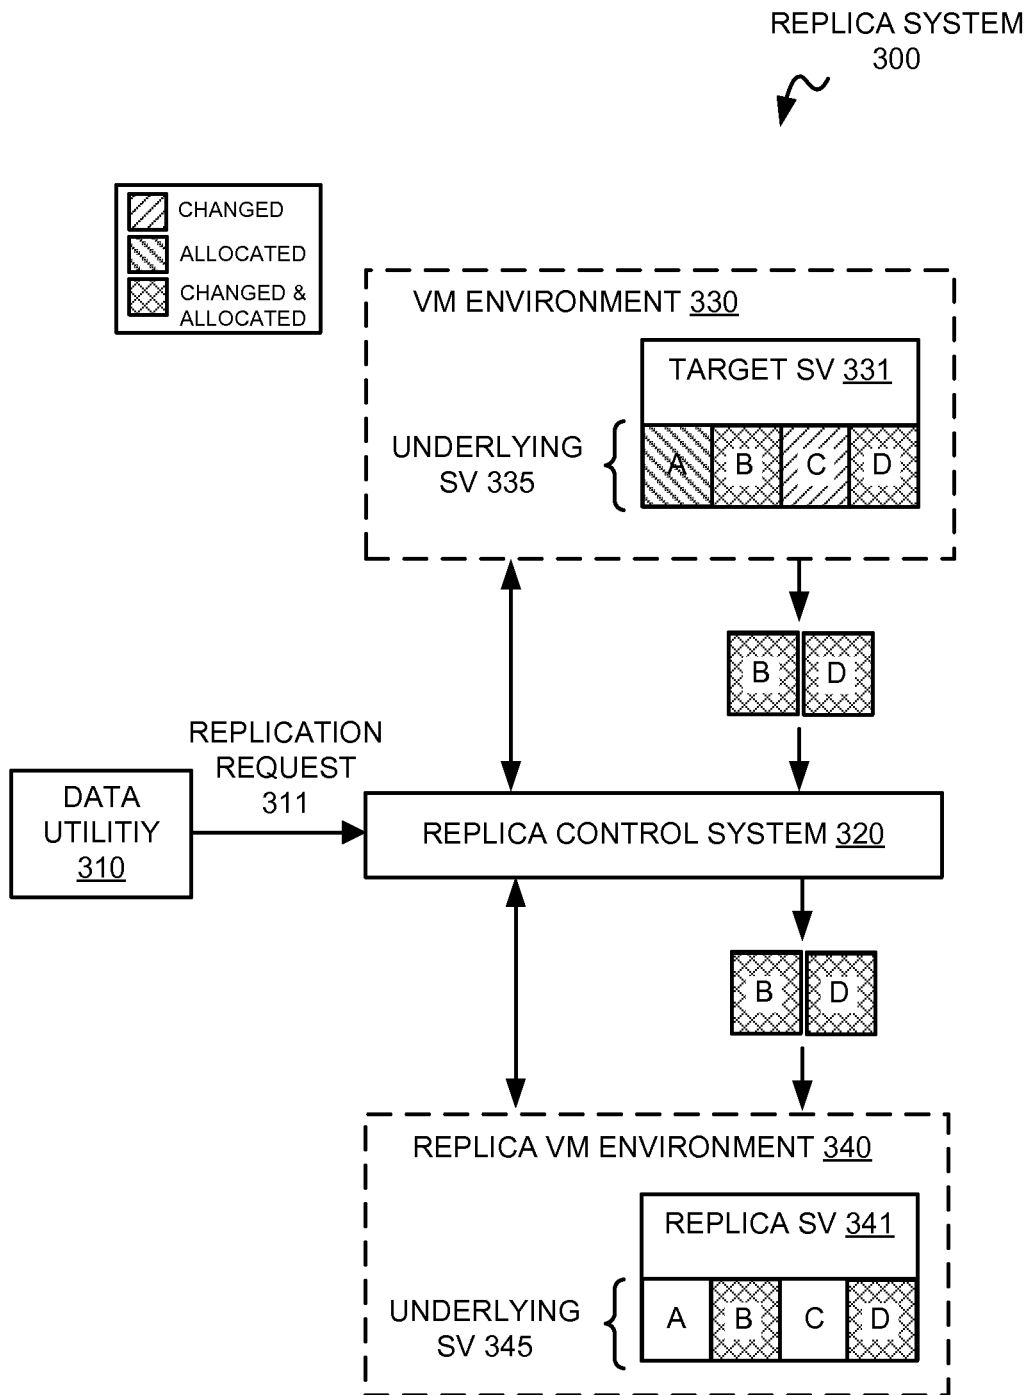 REPLICA SYSTEM
300
CHANGED
ALLOCATED
CHANGED &
ALLOCATED
VM ENVIRONMENT 330
TARGET SV 331
UNDERLYING
SV 335
A B C D
B D
REPLICATION
REQUEST
311
DATA
UTILITIY
310
REPLICA CONTROL SYSTEM 320
B D
REPLICA VM ENVIRONMENT 340
REPLICA SV 341
UNDERLYING
SV 345
A B C D